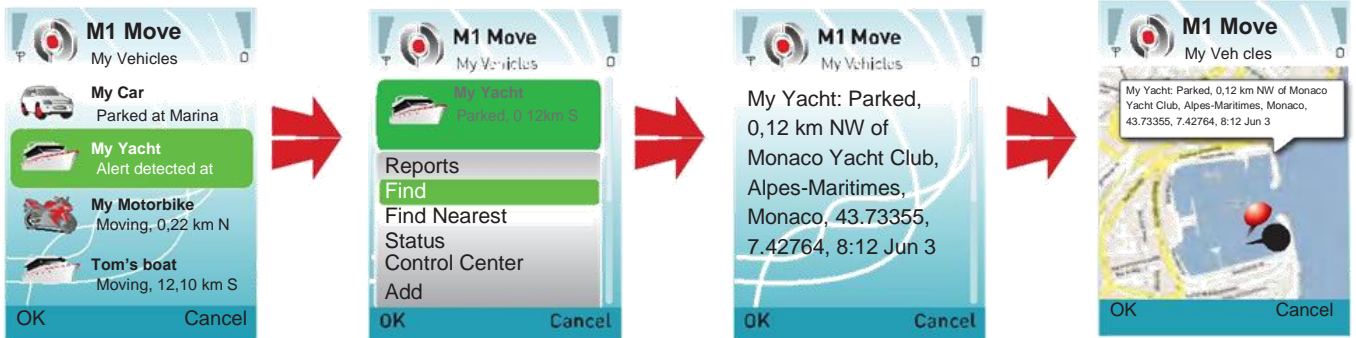 M1 Move
My Vehicles
My Car
Parked at Marina
My Yacht
Alert detected at
My Motorbike
Moving, 0,22 km N
Tom's boat
Moving, 12,10 km S
OK Cancel
M1 Move
My Vehicles
My Yacht
Parked, 0 12km S
Reports
Find
Find Nearest
Status
Control Center
Add
OK Cancel
M1 Move
My Vehicles
My Yacht: Parked,
0,12 km NW of
Monaco Yacht Club,
Alpes-Maritimes,
Monaco, 43.73355,
7.42764, 8:12 Jun 3
OK Cancel
M1 Move
My Veh cles
My Yacht: Parked, 0,12 km NW of Monaco
Yacht Club, Alpes-Maritimes, Monaco,
43.73355, 7.42764, 8:12 Jun 3
OK Cancel